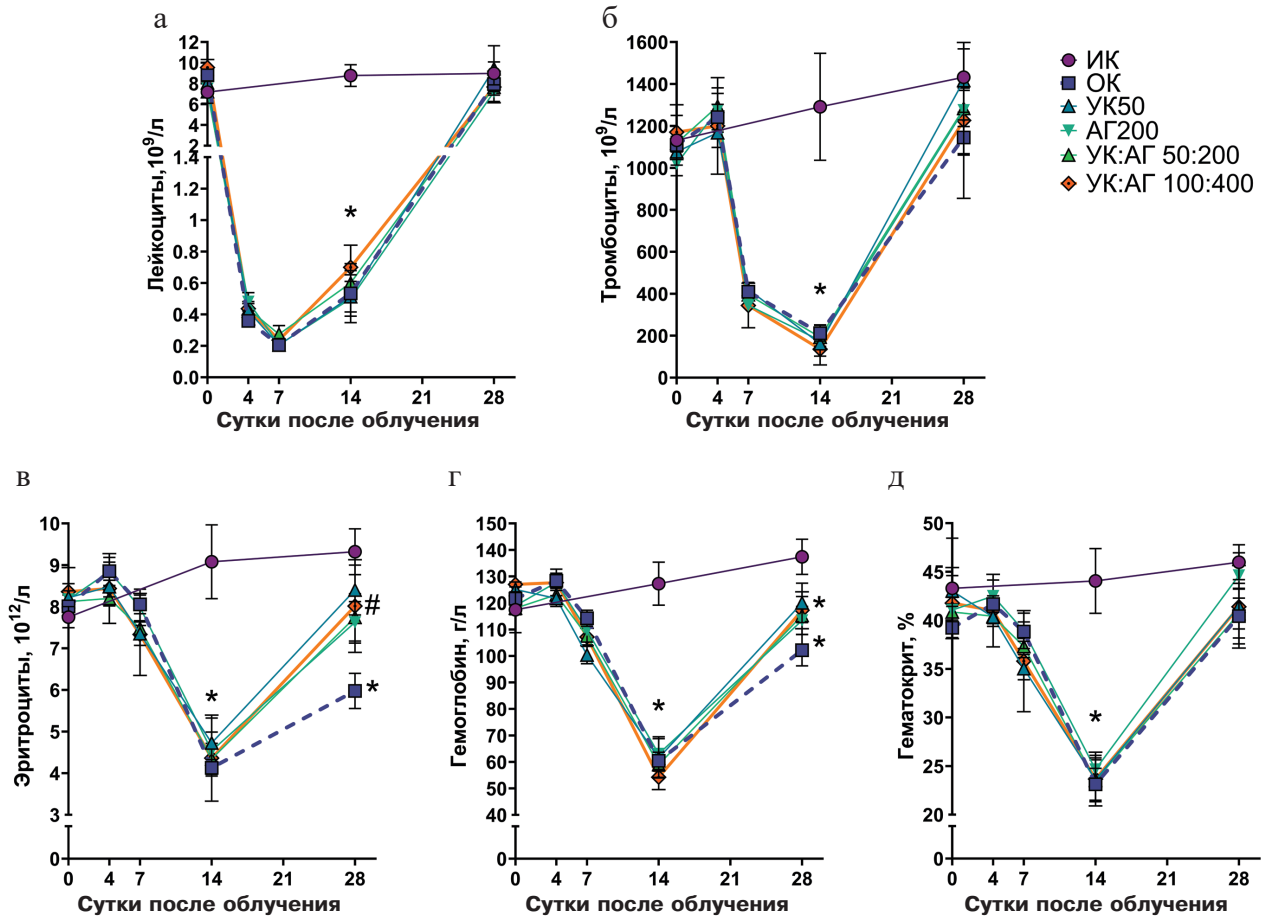 а
12
10
8
6
4
2
1.4
1.2
1
0.8
0.6
0.4
0.2
0.0
Лейкоциты, 10⁹/л
*
0 4 7 14 21 28
Сутки после облучения
б
1600
1400
1200
1000
800
600
400
200
0
Тромбоциты, 10⁹/л
*
0 4 7 14 21 28
Сутки после облучения
ИК
ОК
УК50
АГ200
УК:АГ 50:200
УК:АГ 100:400
в
10
9
8
7
6
5
4
3
0
Эритроциты, 10¹²/л
*
#
*
0 4 7 14 21 28
Сутки после облучения
г
150
140
130
120
110
100
90
80
70
60
50
40
0
Гемоглобин, г/л
*
*
*
0 4 7 14 21 28
Сутки после облучения
д
50
45
40
35
30
25
20
0
Гематокрит, %
*
0 4 7 14 21 28
Сутки после облучения